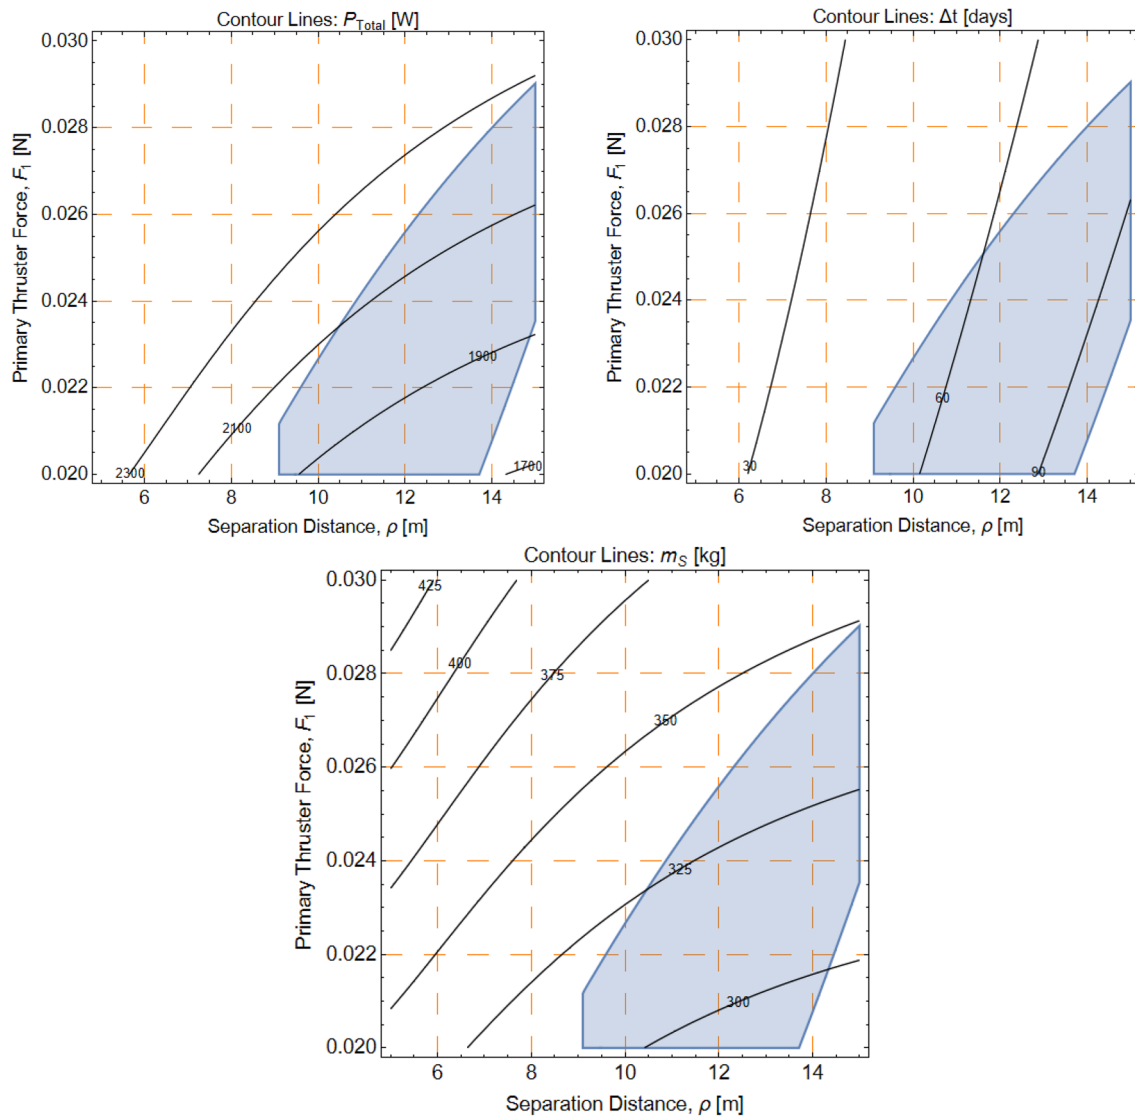 Contour Lines: P_Total [W]
Primary Thruster Force, F₁ [N]
0.030
0.028
0.026
0.024
0.022
0.020
2300
2100
1900
1700
6 8 10 12 14
Separation Distance, ρ [m]
Contour Lines: Δt [days]
Primary Thruster Force, F₁ [N]
0.030
0.028
0.026
0.024
0.022
0.020
30
60
90
6 8 10 12 14
Separation Distance, ρ [m]
Contour Lines: m_S [kg]
Primary Thruster Force, F₁ [N]
0.030
0.028
0.026
0.024
0.022
0.020
425
400
375
350
325
300
6 8 10 12 14
Separation Distance, ρ [m]